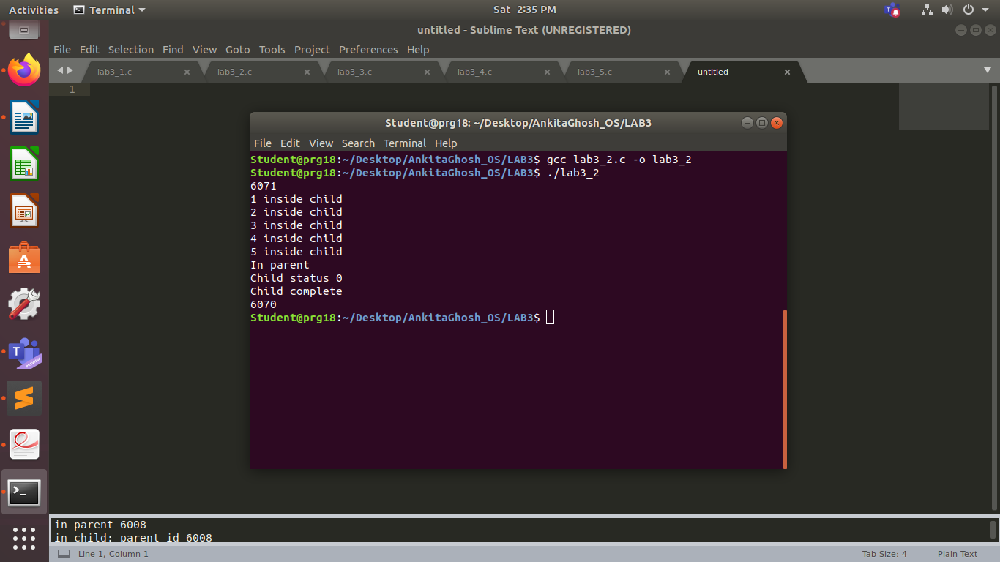 Activities Terminal Sat 2:35 PM
untitled - Sublime Text (UNREGISTERED)
File Edit Selection Find View Goto Tools Project Preferences Help
lab3_1.c lab3_2.c lab3_3.c lab3_4.c lab3_5.c untitled
1
Student@prg18: ~/Desktop/AnkitaGhosh_OS/LAB3
File Edit View Search Terminal Help
Student@prg18:~/Desktop/AnkitaGhosh_OS/LAB3$ gcc lab3_2.c -o lab3_2
Student@prg18:~/Desktop/AnkitaGhosh_OS/LAB3$ ./lab3_2
6071
1 inside child
2 inside child
3 inside child
4 inside child
5 inside child
In parent
Child status 0
Child complete
6070
Student@prg18:~/Desktop/AnkitaGhosh_OS/LAB3$
in parent 6008
in child: parent id 6008
Line 1, Column 1 Tab Size: 4 Plain Text